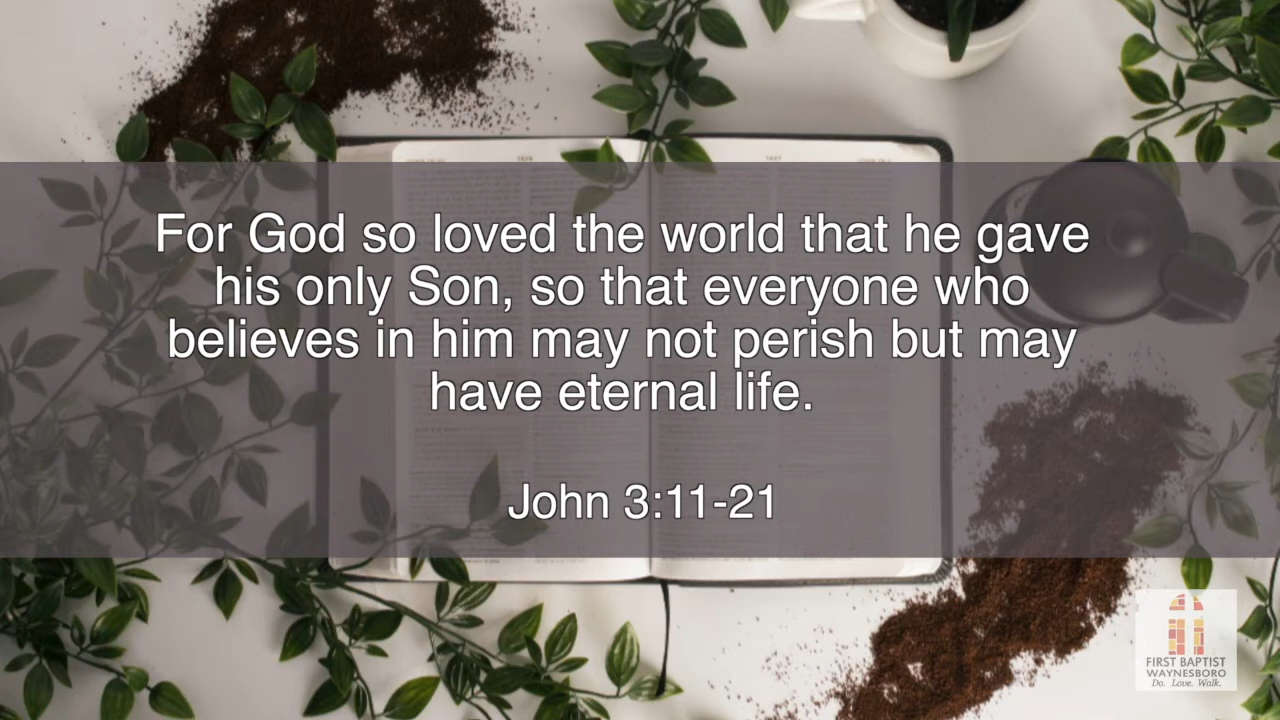 For God so loved the world that he gave
his only Son, so that everyone who
believes in him may not perish but may
have eternal life.
John 3:11-21
FIRST BAPTIST
WAYNESBORO
Do. Love. Walk.